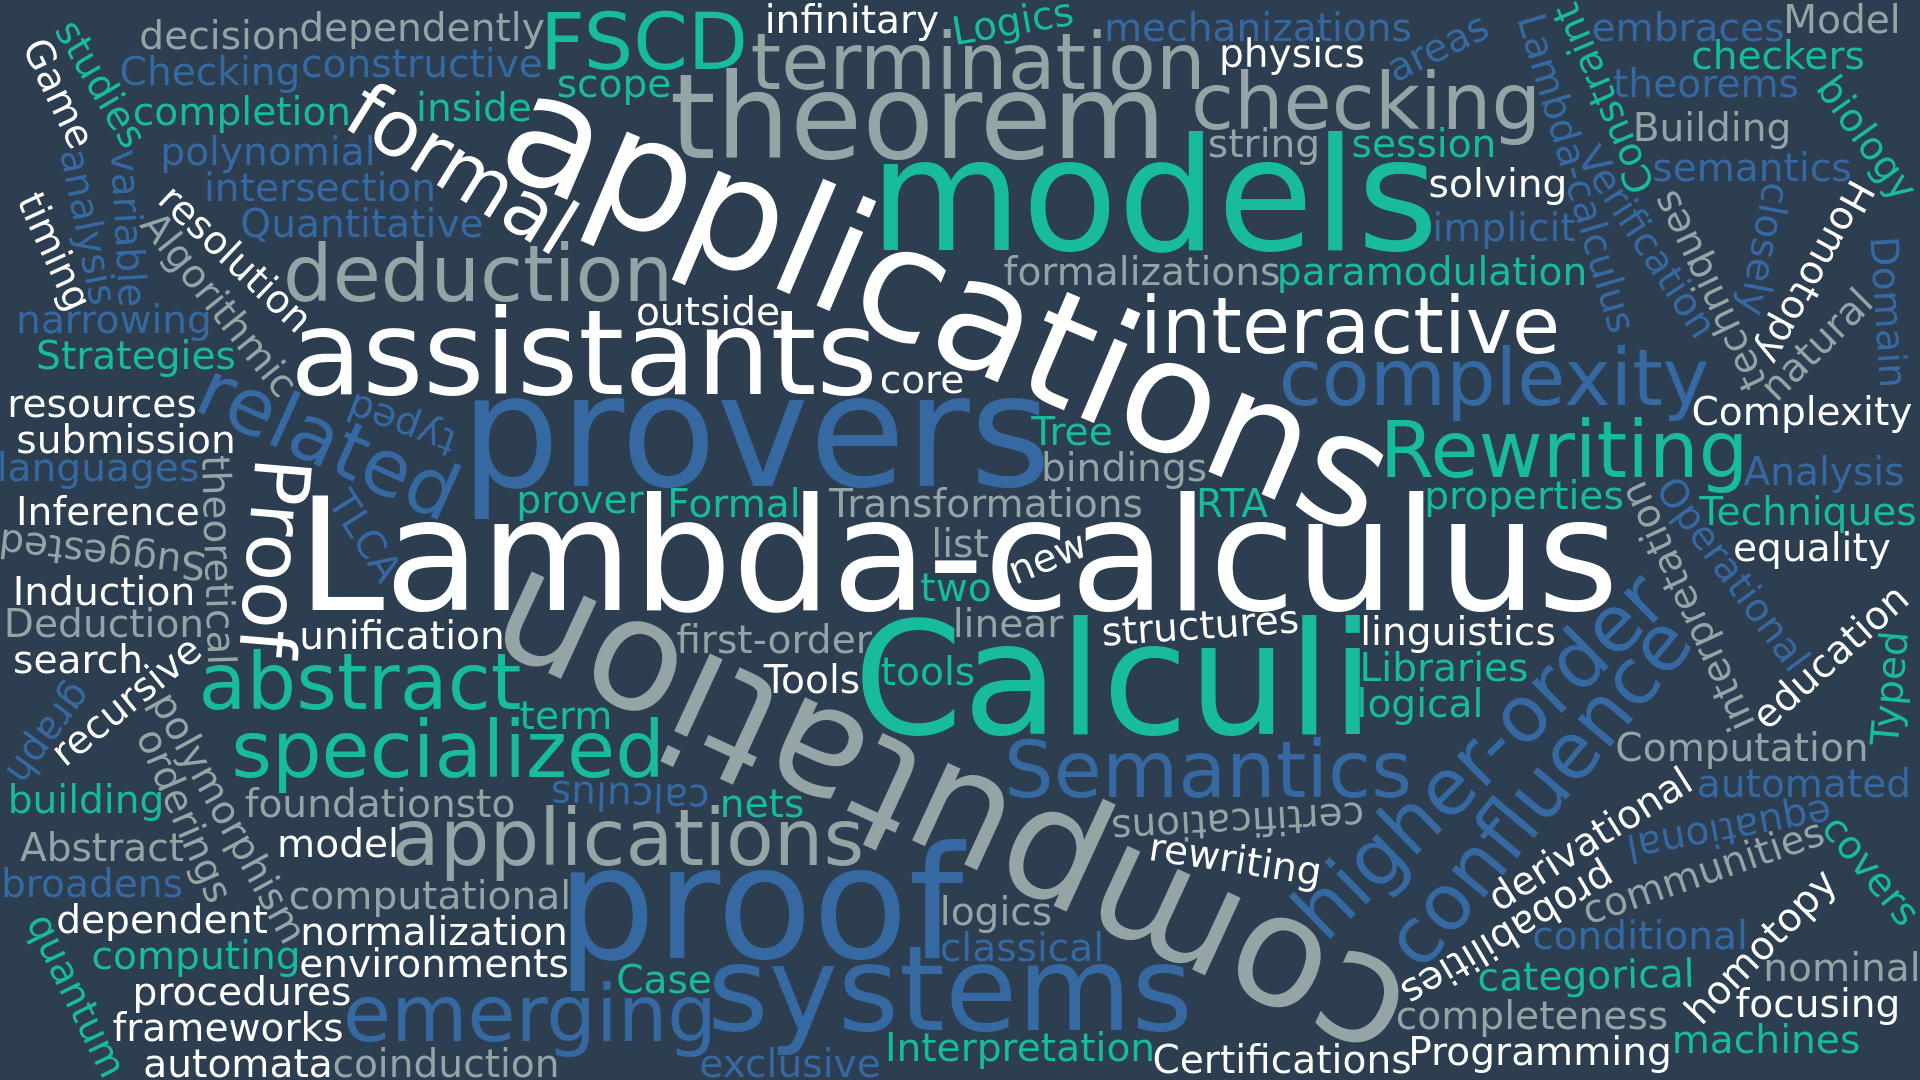 decision
dependently
FSCD
infinitary
Logics
mechanizations
embraces
Model
studies
Game
Checking
constructive
scope
termination
physics
areas
Lambda-calculus
Constraint
checkers
theorems
biology
completion
formal
inside
applications
theorem
checking
Building
polynomial
string
session
Verification
semantics
analysis
variable
intersection
models
solving
techniques
closely
Homotopy
timing
resolution
Algorithmic
Quantitative
implicit
Domain
deduction
formalizations
paramodulation
natural
narrowing
outside
interactive
Strategies
assistants
core
complexity
related
typed
resources
provers
Complexity
submission
Tree
Rewriting
languages
theoretical
Proof
bindings
Analysis
TLCA
prover
Formal
Transformations
RTA
properties
interpretation
Operational
Techniques
Inference
Lambda-calculus
equality
Suggested
list
new
Induction
two
higher-order
education
Deduction
unification
Computation
first-order
linear
structures
linguistics
Typed
search
recursive
abstract
Tools
tools
Calculi
Libraries
confluence
graph
polymorphism
orderings
term
logical
specialized
Semantics
Computation
building
foundationsto
calculus
nets
certifications
derivational
automated
Abstract
model
applications
rewriting
equational
communities
covers
broadens
computational
proof
probabilities
dependent
normalization
logics
conditional
homotopy
quantum
computing
environments
classical
categorical
nominal
procedures
Case
systems
focusing
frameworks
emerging
completeness
automata
coinduction
exclusive
Interpretation
Certifications
Programming
machines